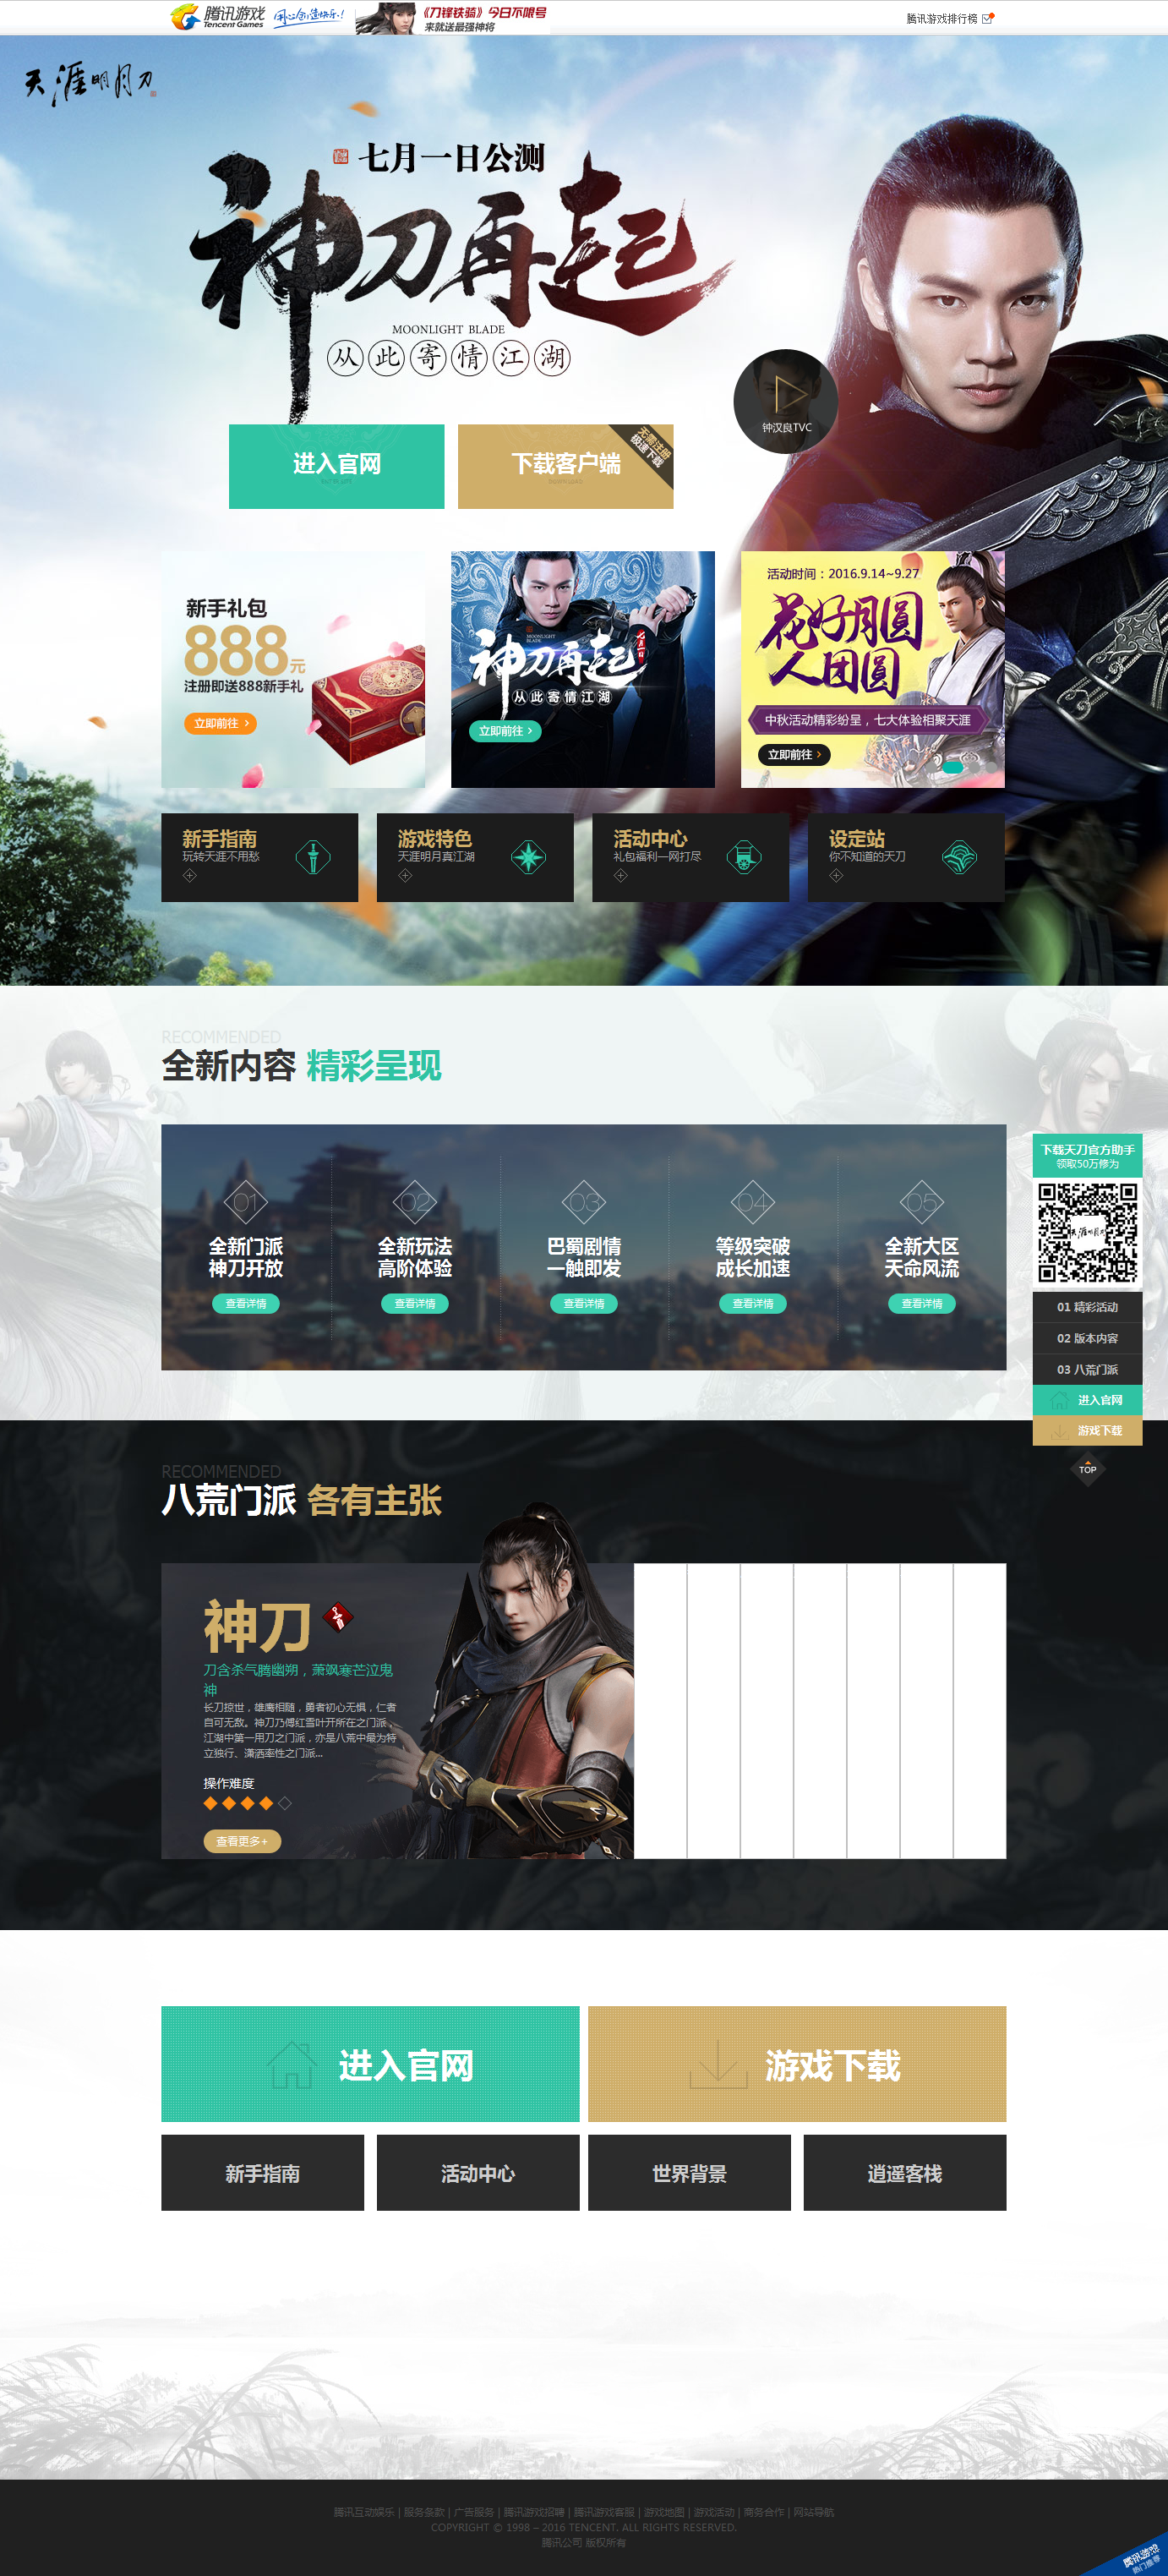 腾讯游戏
Tencent Games
用心创造快乐!
《刀锋铁骑》今日不限号
来就送最强神将
腾讯游戏排行榜
天涯明月刀
七月一日公测
神刀再起
MOONLIGHT BLADE
从此寄情江湖
钟汉良TVC
进入官网
下载客户端
无需注册
极速下载
新手礼包
888元
注册即送888新手礼
立即前往
MOONLIGHT
BLADE
七月一日
神刀再起
从此寄情江湖
立即前往
活动时间：2016.9.14~9.27
花好月圆
人团圆
中秋活动精彩纷呈，七大体验相聚天涯
立即前往
新手指南
玩转天涯不用愁
游戏特色
天涯明月真江湖
活动中心
礼包福利一网打尽
设定站
你不知道的天刀
RECOMMENDED
全新内容 精彩呈现
01
全新门派
神刀开放
查看详情
02
全新玩法
高阶体验
查看详情
03
巴蜀剧情
一触即发
查看详情
04
等级突破
成长加速
查看详情
05
全新大区
天命风流
查看详情
下载天刀官方助手
领取50万修为
天涯明月刀
01 精彩活动
02 版本内容
03 八荒门派
进入官网
游戏下载
TOP
RECOMMENDED
八荒门派 各有主张
神刀
刀含杀气腾幽朔，萧飒寒芒泣鬼
神
长刀掠世，雄鹰相随，勇者初心无惧，仁者
自可无敌。神刀乃傅红雪叶开所在之门派，
江湖中第一用刀之门派，亦是八荒中最为特
立独行、潇洒率性之门派...
操作难度
查看更多+
进入官网
游戏下载
新手指南
活动中心
世界背景
逍遥客栈
腾讯互动娱乐 | 服务条款 | 广告服务 | 腾讯游戏招聘 | 腾讯游戏客服 | 游戏地图 | 游戏活动 | 商务合作 | 网站导航
COPYRIGHT © 1998 – 2016 TENCENT. ALL RIGHTS RESERVED.
腾讯公司 版权所有
腾讯游戏
热门推荐